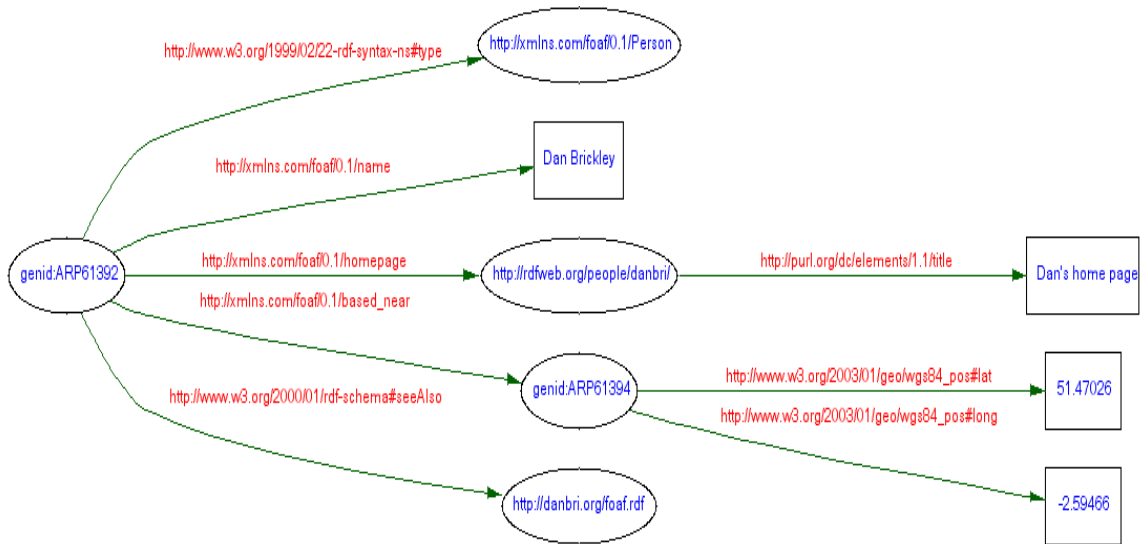 http://xmlns.com/foaf/0.1/Person
http://www.w3.org/1999/02/22-rdf-syntax-ns#type
Dan Brickley
http://xmlns.com/foaf/0.1/name
genid:ARP61392
http://xmlns.com/foaf/0.1/homepage
http://rdfweb.org/people/danbri/
http://purl.org/dc/elements/1.1/title
Dan's home page
http://xmlns.com/foaf/0.1/based_near
genid:ARP61394
http://www.w3.org/2003/01/geo/wgs84_pos#lat
51.47026
http://www.w3.org/2000/01/rdf-schema#seeAlso
http://www.w3.org/2003/01/geo/wgs84_pos#long
http://danbri.org/foaf.rdf
-2.59466